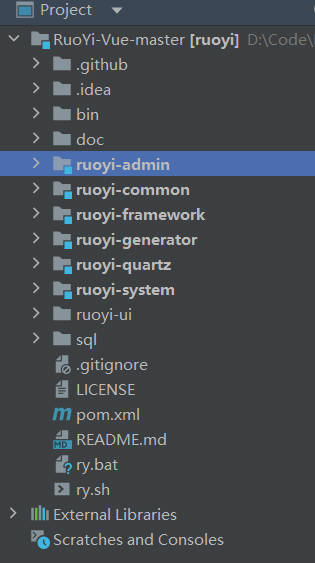 Project
RuoYi-Vue-master [ruoyi] D:\Code\
.github
.idea
bin
doc
ruoyi-admin
ruoyi-common
ruoyi-framework
ruoyi-generator
ruoyi-quartz
ruoyi-system
ruoyi-ui
sql
.gitignore
LICENSE
pom.xml
README.md
ry.bat
ry.sh
External Libraries
Scratches and Consoles